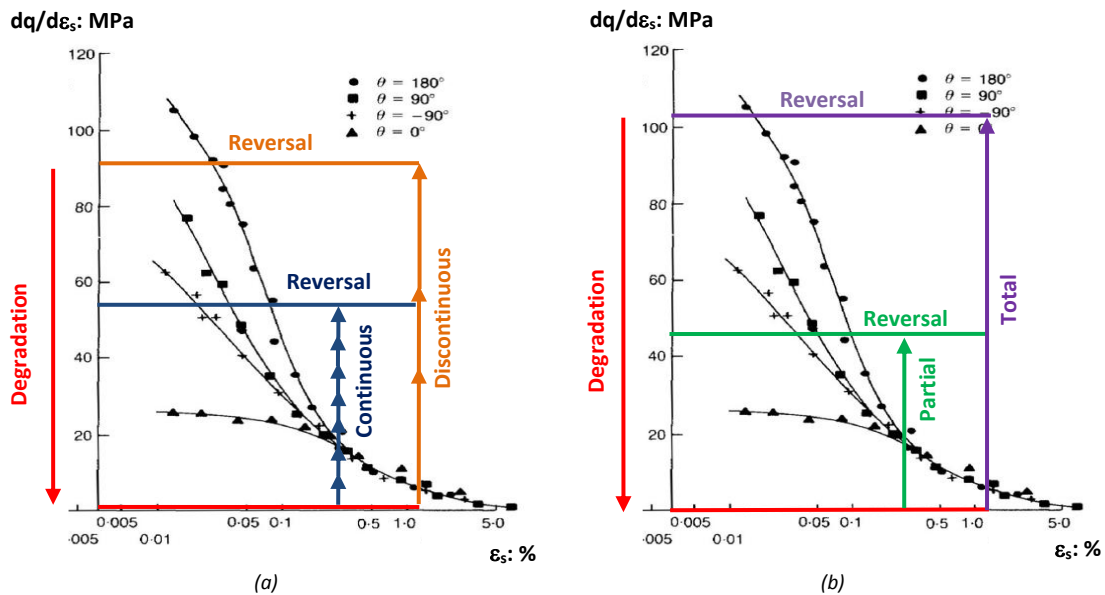 dq/dεs: MPa
120
100
80
60
40
20
0·005
0·05
0·1
0·5
1·0
5·0
·005
0·01
εs: %
θ = 180°
θ = 90°
θ = −90°
θ = 0°
Reversal
Reversal
Degradation
Continuous
Discontinuous
(a)
dq/dεs: MPa
120
100
80
60
40
20
0·005
0·05
0·1
0·5
1·0
5·0
·005
0·01
εs: %
θ = 180°
θ = 90°
θ = −90°
θ = 0
Reversal
Reversal
Degradation
Partial
Total
(b)